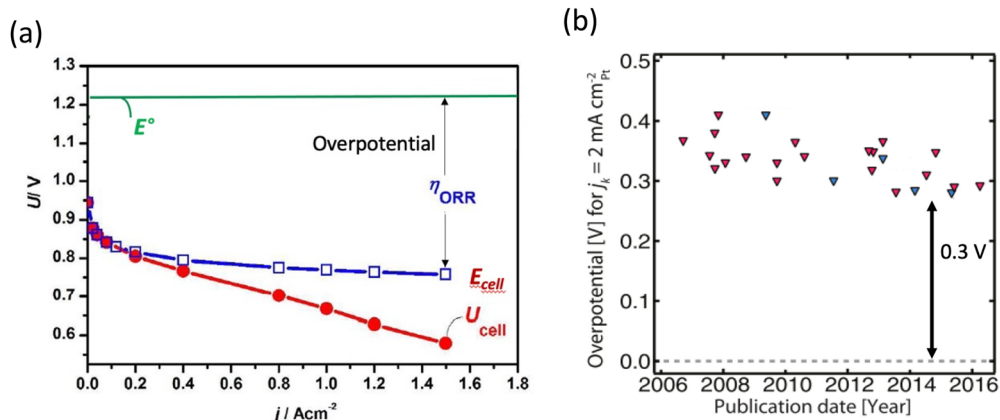 (a)
1.3
1.2
1.1
1.0
0.9
0.8
0.7
0.6
U/ V
E°
Overpotential
ηORR
Ecell
U cell
0.0 0.2 0.4 0.6 0.8 1.0 1.2 1.4 1.6 1.8
j / Acm-2
(b)
0.5
0.4
0.3
0.2
0.1
0.0
Overpotential [V] for jk = 2 mA cm-2Pt
0.3 V
2006 2008 2010 2012 2014 2016
Publication date [Year]